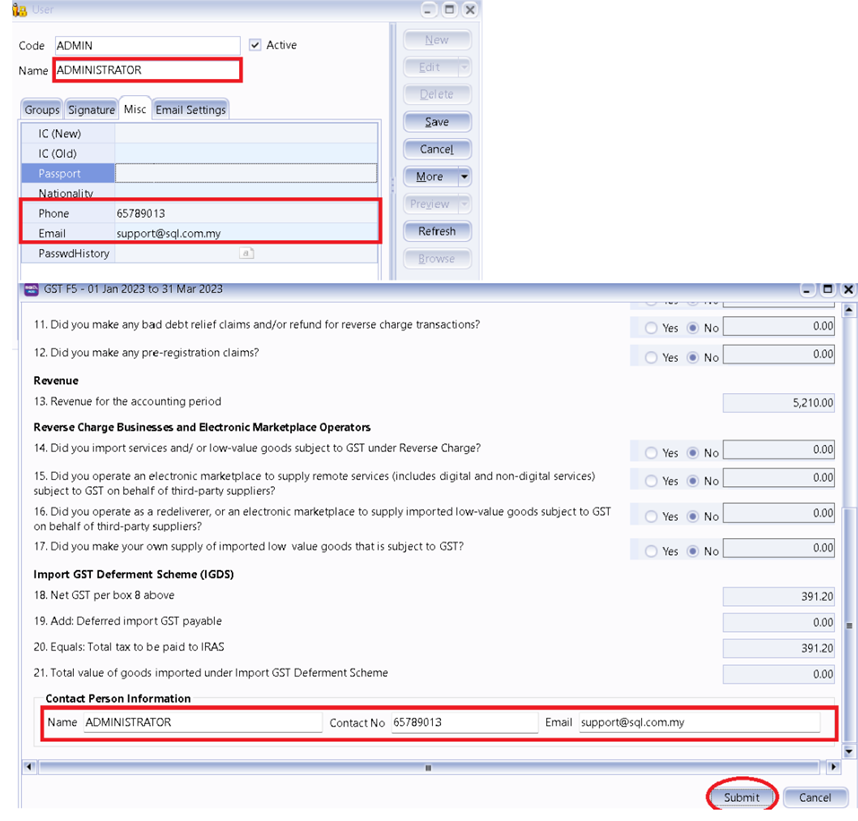 User
Code ADMIN Active
Name ADMINISTRATOR
Groups Signature Misc Email Settings
IC (New)
IC (Old)
Passport
Nationality
Phone 65789013
Email support@sql.com.my
PasswdHistory
New
Edit
Delete
Save
Cancel
More
Preview
Refresh
Browse
GST F5 - 01 Jan 2023 to 31 Mar 2023
11. Did you make any bad debt relief claims and/or refund for reverse charge transactions? Yes No 0.00
12. Did you make any pre-registration claims? Yes No 0.00
Revenue
13. Revenue for the accounting period 5,210.00
Reverse Charge Businesses and Electronic Marketplace Operators
14. Did you import services and/ or low-value goods subject to GST under Reverse Charge? Yes No 0.00
15. Did you operate an electronic marketplace to supply remote services (includes digital and non-digital services)
subject to GST on behalf of third-party suppliers? Yes No 0.00
16. Did you operate as a redeliverer, or an electronic marketplace to supply imported low-value goods subject to GST
on behalf of third-party suppliers? Yes No 0.00
17. Did you make your own supply of imported low value goods that is subject to GST? Yes No 0.00
Import GST Deferment Scheme (IGDS)
18. Net GST per box 8 above 391.20
19. Add: Deferred import GST payable 0.00
20. Equals: Total tax to be paid to IRAS 391.20
21. Total value of goods imported under Import GST Deferment Scheme 0.00
Contact Person Information
Name ADMINISTRATOR Contact No 65789013 Email support@sql.com.my
Submit Cancel